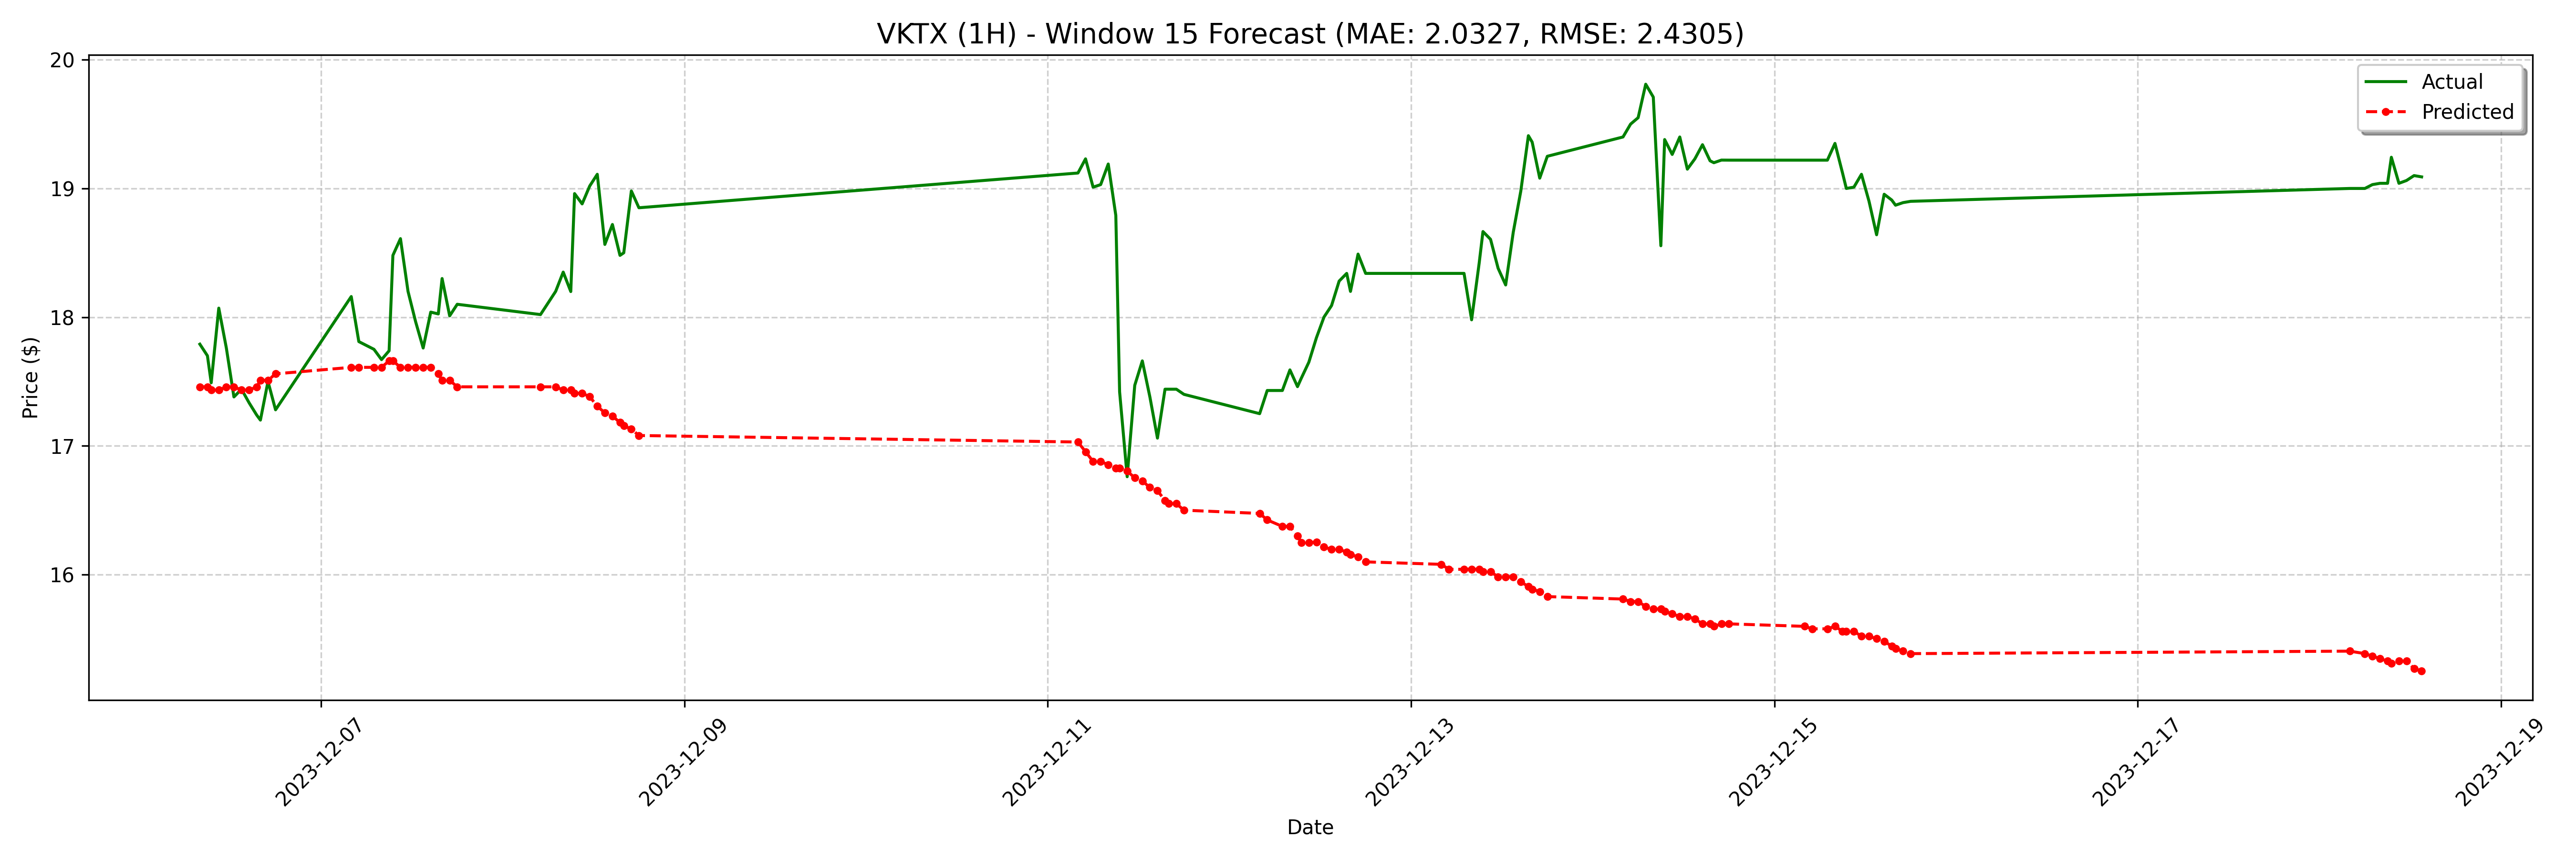 VKTX (1H) - Window 15 Forecast (MAE: 2.0327, RMSE: 2.4305)
Actual
Predicted
Price ($)
20
19
18
17
16
2023-12-07
2023-12-09
2023-12-11
2023-12-13
2023-12-15
2023-12-17
2023-12-19
Date